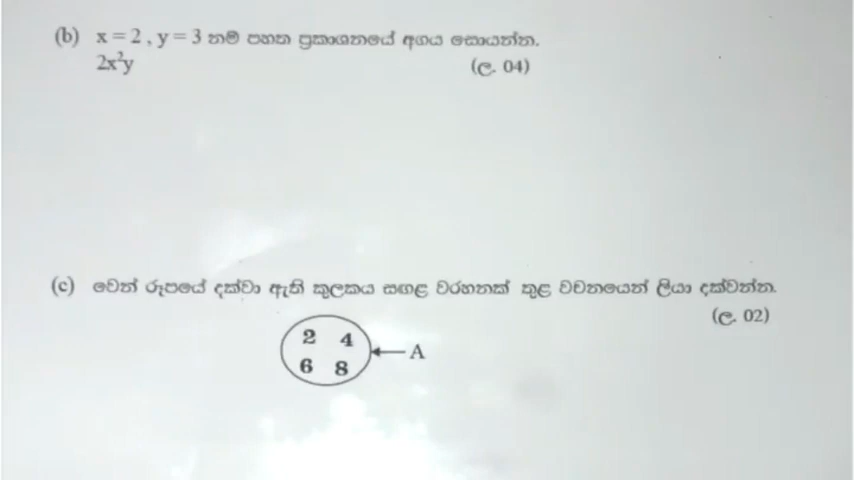 (b) x = 2 , y = 3 නම් පහත ප්‍රකාශනයේ අගය සොයන්න.
2x²y (ල. 04)
(c) වෙන් රූපයේ දක්වා ඇති කුලකය සඟළ වරහනක් තුළ වචනයෙන් ලියා දක්වන්න.
(ල. 02)
2 4
A
6 8